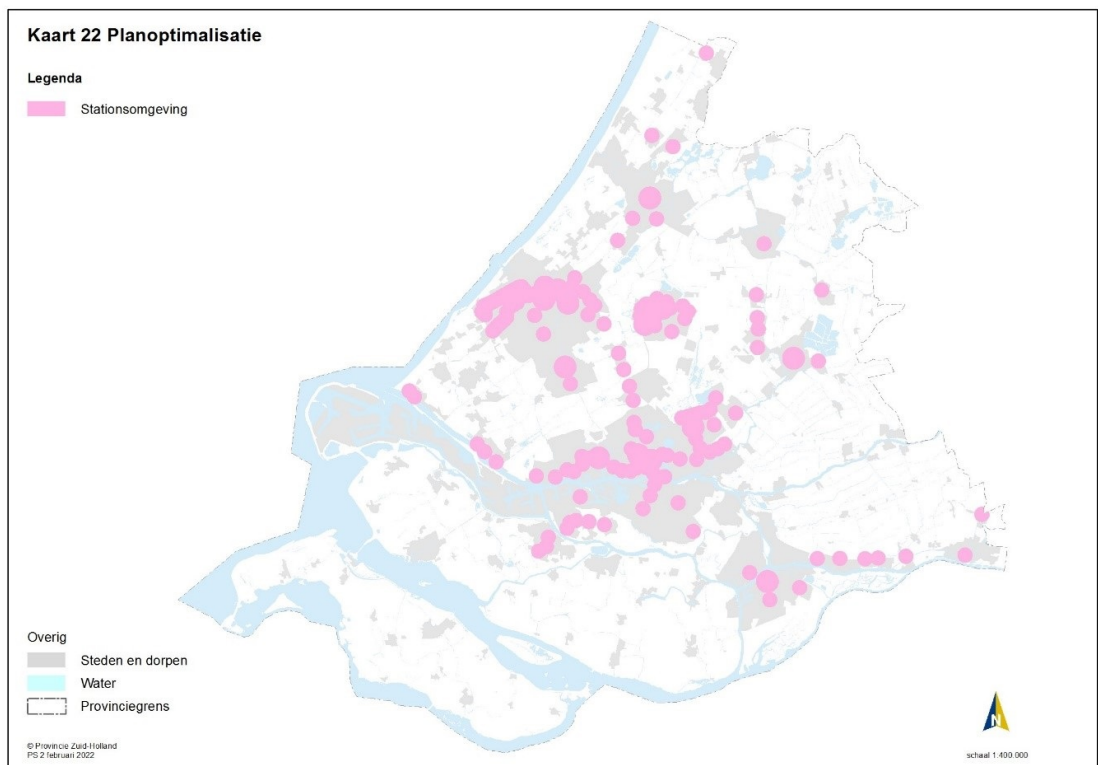 Kaart 22 Planoptimalisatie
Legenda
Stationsomgeving
Overig
Steden en dorpen
Water
Provinciegrens
© Provincie Zuid-Holland
PS 2 februari 2022
N
schaal 1:400.000